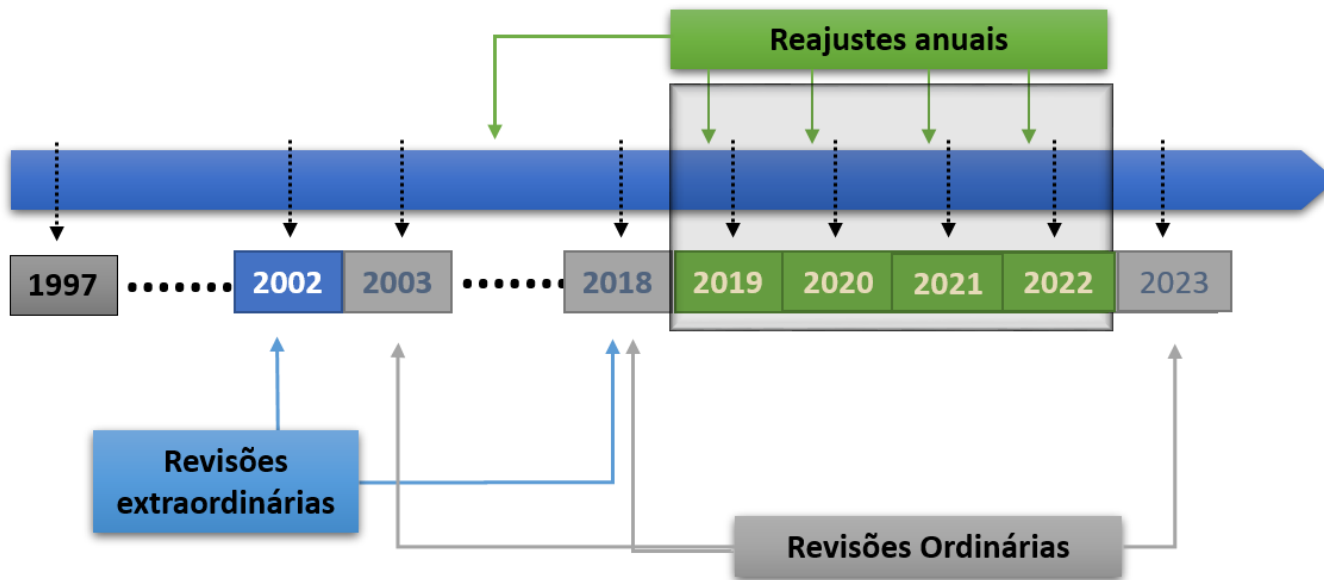 Reajustes anuais
1997
2002
2003
2018
2019
2020
2021
2022
2023
Revisões
extraordinárias
Revisões Ordinárias